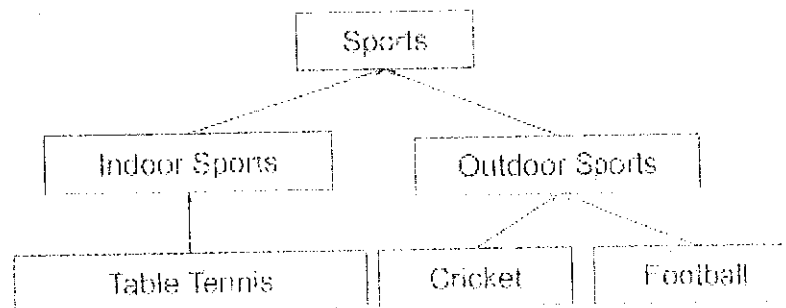 Sports
Indoor Sports
Outdoor Sports
Table Tennis
Cricket
Football